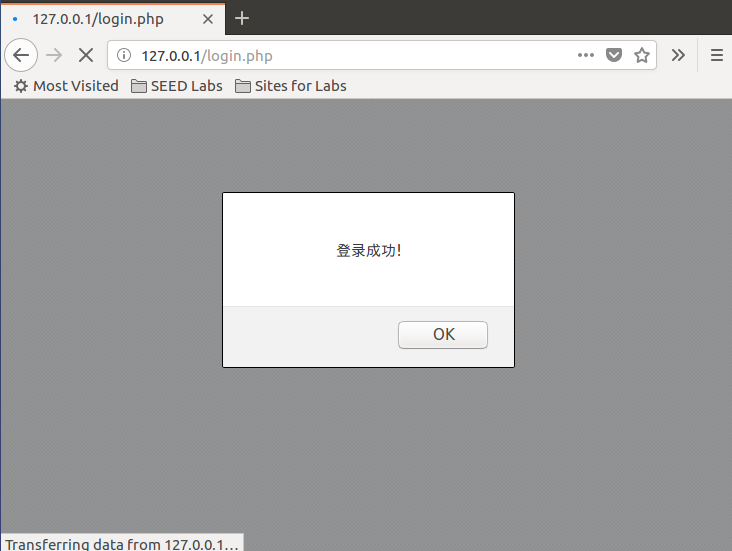 127.0.0.1/login.php
127.0.0.1/login.php
Most Visited SEED Labs Sites for Labs
登录成功!
OK
Transferring data from 127.0.0.1…